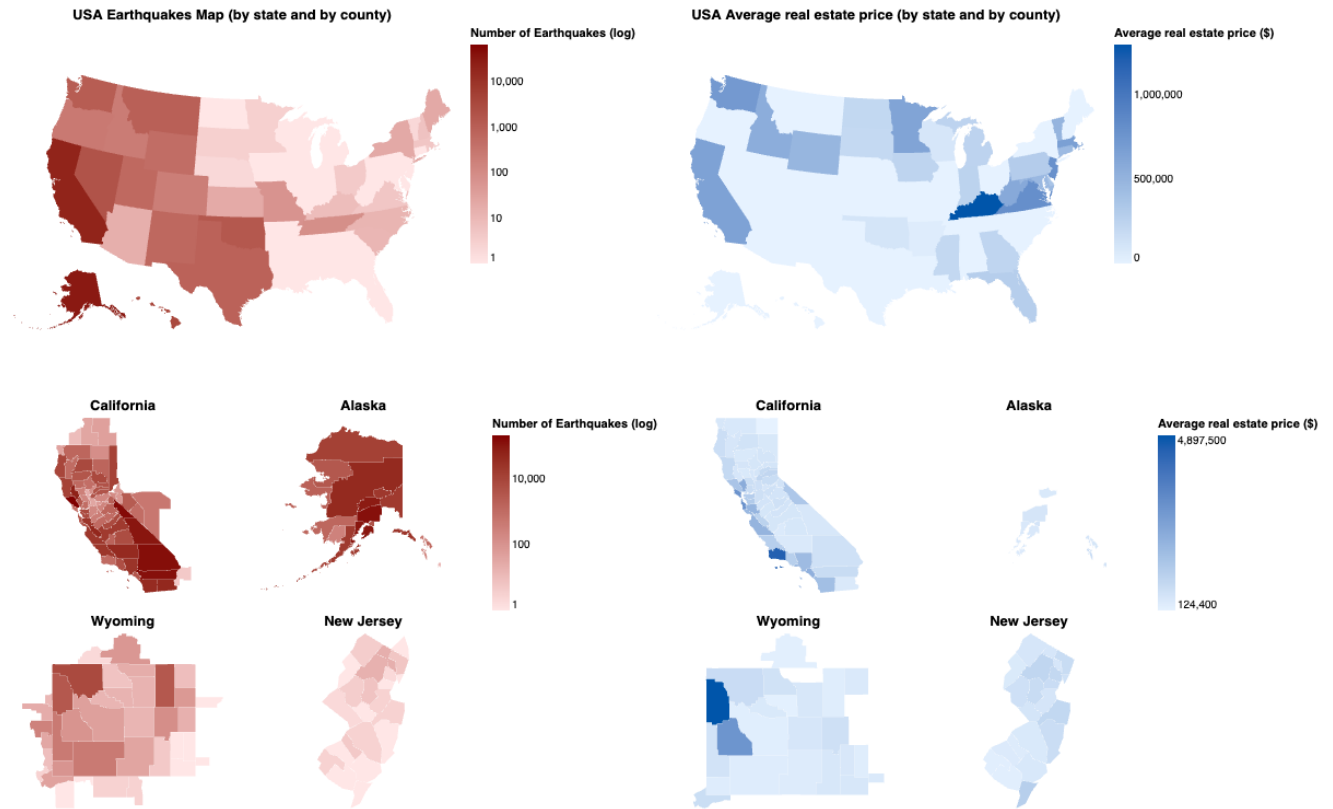 USA Earthquakes Map (by state and by county)
Number of Earthquakes (log)
10,000
1,000
100
10
1
USA Average real estate price (by state and by county)
Average real estate price ($)
1,000,000
500,000
0
California
Alaska
Number of Earthquakes (log)
10,000
100
1
Wyoming
New Jersey
California
Alaska
Average real estate price ($)
4,897,500
124,400
Wyoming
New Jersey